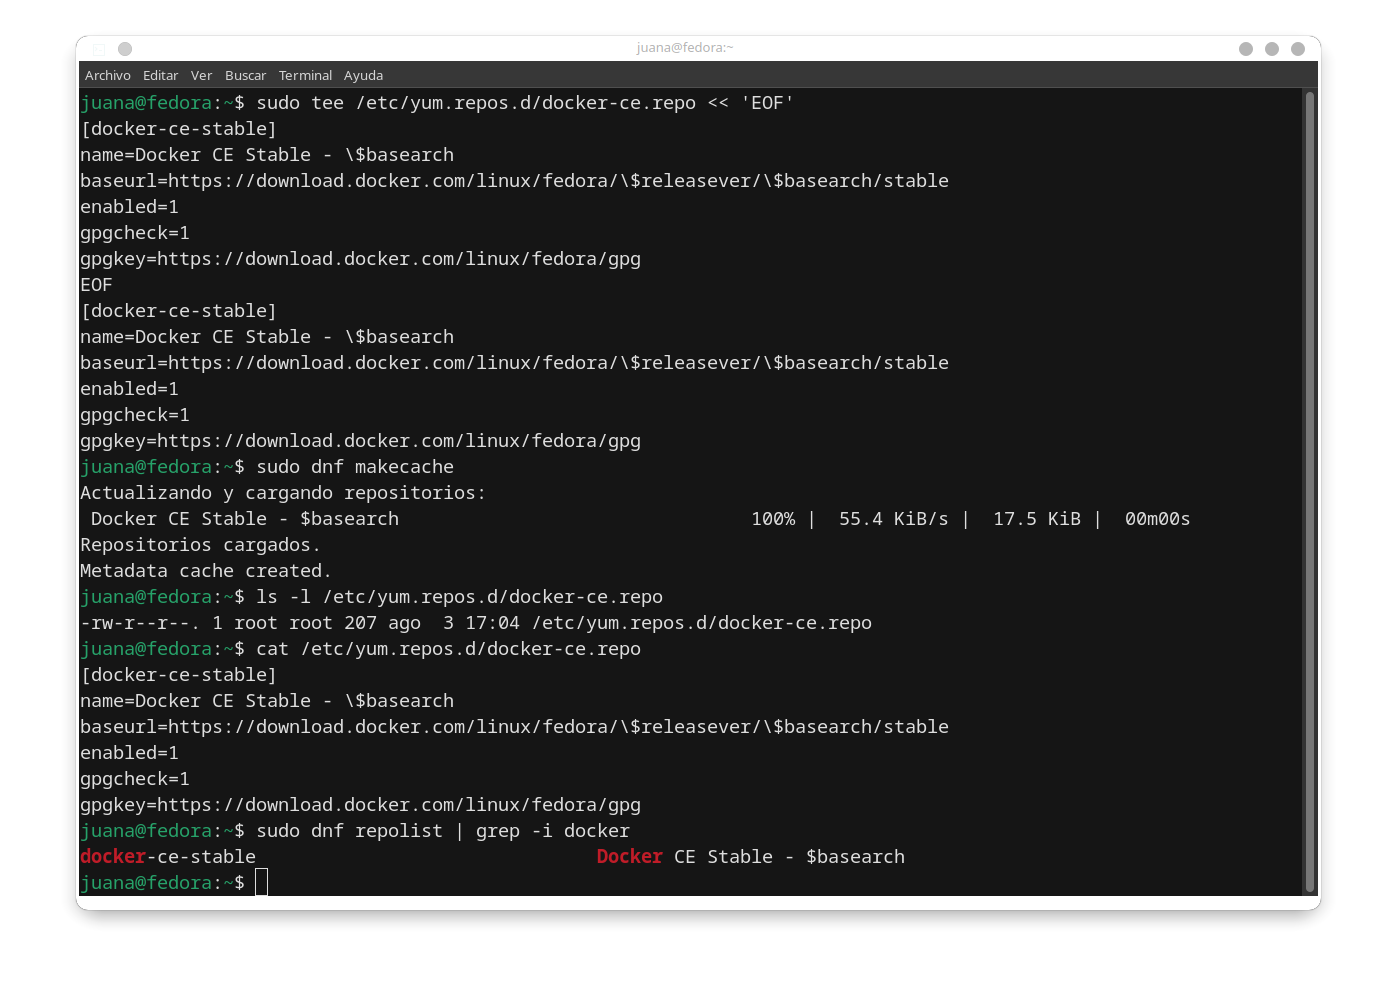 juana@fedora:~
Archivo Editar Ver Buscar Terminal Ayuda
juana@fedora:~$ sudo tee /etc/yum.repos.d/docker-ce.repo << 'EOF'
[docker-ce-stable]
name=Docker CE Stable - \$basearch
baseurl=https://download.docker.com/linux/fedora/\$releasever/\$basearch/stable
enabled=1
gpgcheck=1
gpgkey=https://download.docker.com/linux/fedora/gpg
EOF
[docker-ce-stable]
name=Docker CE Stable - \$basearch
baseurl=https://download.docker.com/linux/fedora/\$releasever/\$basearch/stable
enabled=1
gpgcheck=1
gpgkey=https://download.docker.com/linux/fedora/gpg
juana@fedora:~$ sudo dnf makecache
Actualizando y cargando repositorios:
 Docker CE Stable - $basearch                                100% |  55.4 KiB/s |  17.5 KiB |  00m00s
Repositorios cargados.
Metadata cache created.
juana@fedora:~$ ls -l /etc/yum.repos.d/docker-ce.repo
-rw-r--r--. 1 root root 207 ago  3 17:04 /etc/yum.repos.d/docker-ce.repo
juana@fedora:~$ cat /etc/yum.repos.d/docker-ce.repo
[docker-ce-stable]
name=Docker CE Stable - \$basearch
baseurl=https://download.docker.com/linux/fedora/\$releasever/\$basearch/stable
enabled=1
gpgcheck=1
gpgkey=https://download.docker.com/linux/fedora/gpg
juana@fedora:~$ sudo dnf repolist | grep -i docker
docker-ce-stable                               Docker CE Stable - $basearch
juana@fedora:~$